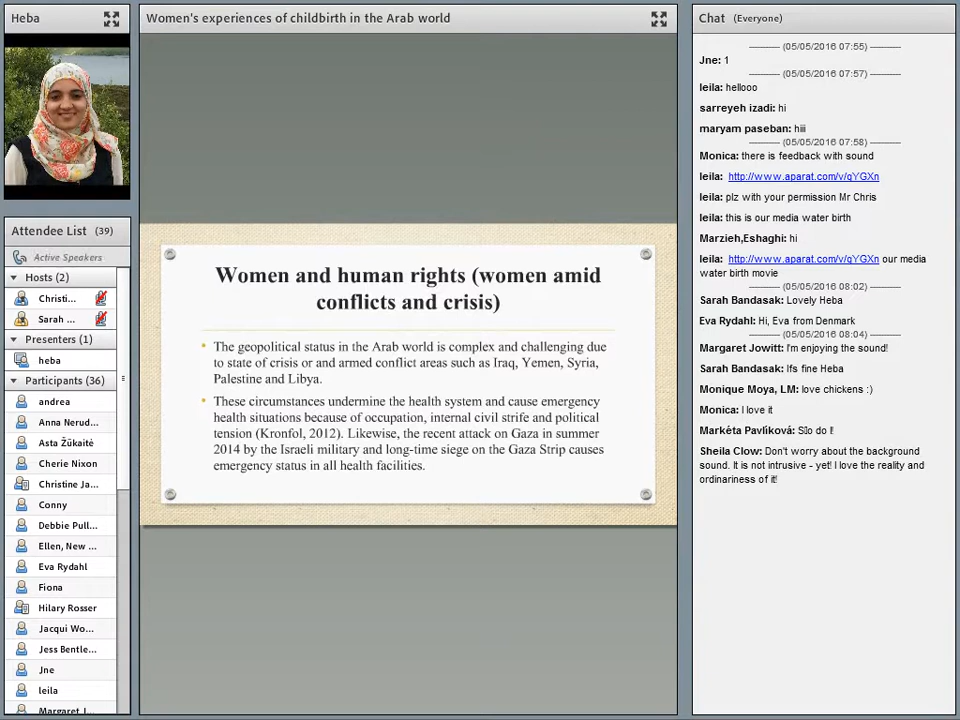 Heba
Women's experiences of childbirth in the Arab world
Chat (Everyone)
Attendee List (39)
Active Speakers
Hosts (2)
Christi...
Sarah ...
Presenters (1)
heba
Participants (36)
andrea
Anna Nerud...
Asta Žūkaitė
Cherie Nixon
Christine Ja...
Conny
Debbie Pull...
Ellen, New ...
Eva Rydahl
Fiona
Hilary Rosser
Jacqui Wo...
Jess Bentle...
Jne
leila
Margaret J...
Women and human rights (women amid
conflicts and crisis)
• The geopolitical status in the Arab world is complex and challenging due
to state of crisis or and armed conflict areas such as Iraq, Yemen, Syria,
Palestine and Libya.
• These circumstances undermine the health system and cause emergency
health situations because of occupation, internal civil strife and political
tension (Kronfol, 2012). Likewise, the recent attack on Gaza in summer
2014 by the Israeli military and long-time siege on the Gaza Strip causes
emergency status in all health facilities.
(05/05/2016 07:55)
Jne: 1
(05/05/2016 07:57)
leila: hellooo
sarreyeh izadi: hi
maryam paseban: hiii
(05/05/2016 07:58)
Monica: there is feedback with sound
leila: http://www.aparat.com/v/gYGXn
leila: plz with your permission Mr Chris
leila: this is our media water birth
Marzieh,Eshaghi: hi
leila: http://www.aparat.com/v/gYGXn our media
water birth movie
(05/05/2016 08:02)
Sarah Bandasak: Lovely Heba
Eva Rydahl: Hi, Eva from Denmark
(05/05/2016 08:04)
Margaret Jowitt: I'm enjoying the sound!
Sarah Bandasak: Ifs fine Heba
Monique Moya, LM: love chickens :)
Monica: I love it
Markéta Pavlíková: So do I!
Sheila Clow: Don't worry about the background
sound. It is not intrusive - yet! I love the reality and
ordinariness of it!